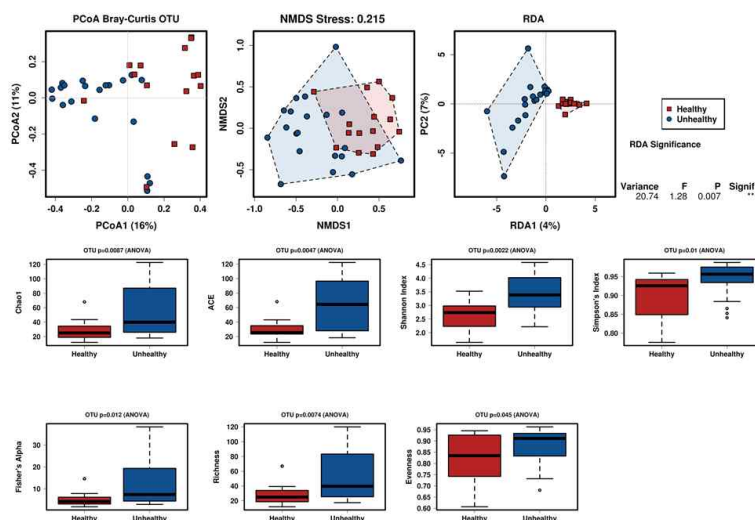 PCoA Bray-Curtis OTU
0.4
0.2
0.0
-0.2
-0.4
PCoA2 (11%)
-0.4 -0.2 0.0 0.2 0.4
PCoA1 (16%)
NMDS Stress: 0.215
1.0
0.5
0.0
-0.5
NMDS2
-1.0 -0.5 0.0 0.5
NMDS1
RDA
5
0
-5
PC2 (7%)
-5 0 5
RDA1 (4%)
Healthy
Unhealthy
RDA Significance
Variance F P Signif
20.74 1.28 0.007 **
OTU p=0.0087 (ANOVA)
Chao1
120
100
80
60
40
20
Healthy Unhealthy
OTU p=0.0047 (ANOVA)
ACE
120
100
80
60
40
20
Healthy Unhealthy
OTU p=0.0022 (ANOVA)
Shannon Index
4.5
4.0
3.5
3.0
2.5
2.0
Healthy Unhealthy
OTU p=0.01 (ANOVA)
Simpson's Index
0.95
0.90
0.85
0.80
Healthy Unhealthy
OTU p=0.012 (ANOVA)
Fisher's Alpha
30
20
10
Healthy Unhealthy
OTU p=0.0074 (ANOVA)
Richness
120
100
80
60
40
20
Healthy Unhealthy
OTU p=0.045 (ANOVA)
Evenness
0.95
0.90
0.85
0.80
0.75
0.70
0.65
0.60
Healthy Unhealthy